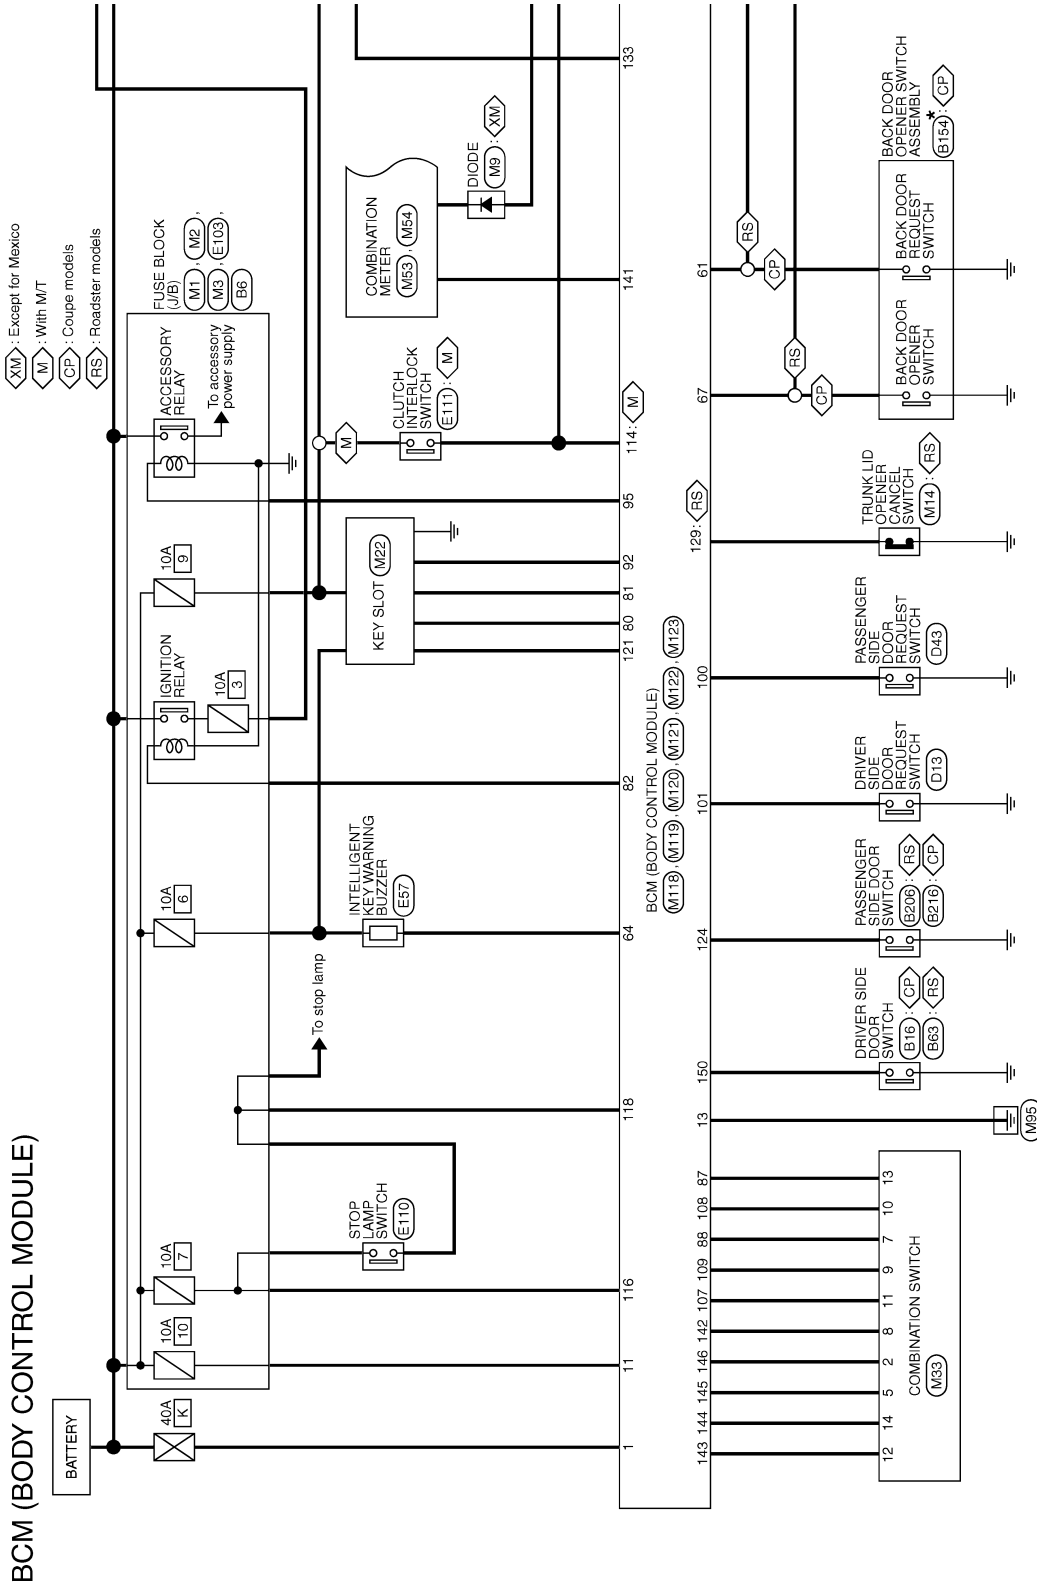 BCM (BODY CONTROL MODULE)
XM : Except for Mexico
M : With M/T
CP : Coupe models
RS : Roadster models
BATTERY
40A
K
10A
10
10A
7
10A
6
IGNITION
RELAY
10A
3
10A
9
ACCESSORY
RELAY
To accessory
power supply
FUSE BLOCK
(J/B)
M1 , M2 ,
M3 , E103 ,
B6
To stop lamp
STOP
LAMP
SWITCH
E110
INTELLIGENT
KEY WARNING
BUZZER
E57
KEY SLOT M22
M
CLUTCH
INTERLOCK
SWITCH
E111 : M
COMBINATION
METER
M53 , M54
DIODE
M9 : XM
1
11
116
118
64
82
121
80
81
92
95
114: M
141
133
BCM (BODY CONTROL MODULE)
M118 , M119 , M120 , M121 , M122 , M123
143
144
145
146
142
107
109
88
108
87
13
150
124
101
100
129: RS
67
61
RS
CP
RS
CP
12
14
5
2
8
11
9
7
10
13
COMBINATION SWITCH
M33
M95
DRIVER SIDE
DOOR
SWITCH
B16 : CP
B63 : RS
PASSENGER
SIDE DOOR
SWITCH
B206 : RS
B216 : CP
DRIVER
SIDE
DOOR
REQUEST
SWITCH
D13
PASSENGER
SIDE
DOOR
REQUEST
SWITCH
D43
TRUNK LID
OPENER
CANCEL
SWITCH
M14 : RS
BACK DOOR
OPENER
SWITCH
BACK DOOR
REQUEST
SWITCH
BACK DOOR
OPENER SWITCH
ASSEMBLY
B154 * : CP